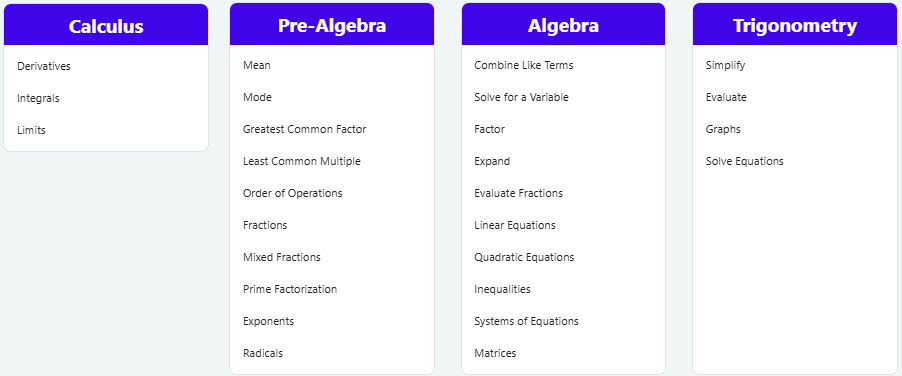 Calculus
Derivatives
Integrals
Limits
Pre-Algebra
Mean
Mode
Greatest Common Factor
Least Common Multiple
Order of Operations
Fractions
Mixed Fractions
Prime Factorization
Exponents
Radicals
Algebra
Combine Like Terms
Solve for a Variable
Factor
Expand
Evaluate Fractions
Linear Equations
Quadratic Equations
Inequalities
Systems of Equations
Matrices
Trigonometry
Simplify
Evaluate
Graphs
Solve Equations